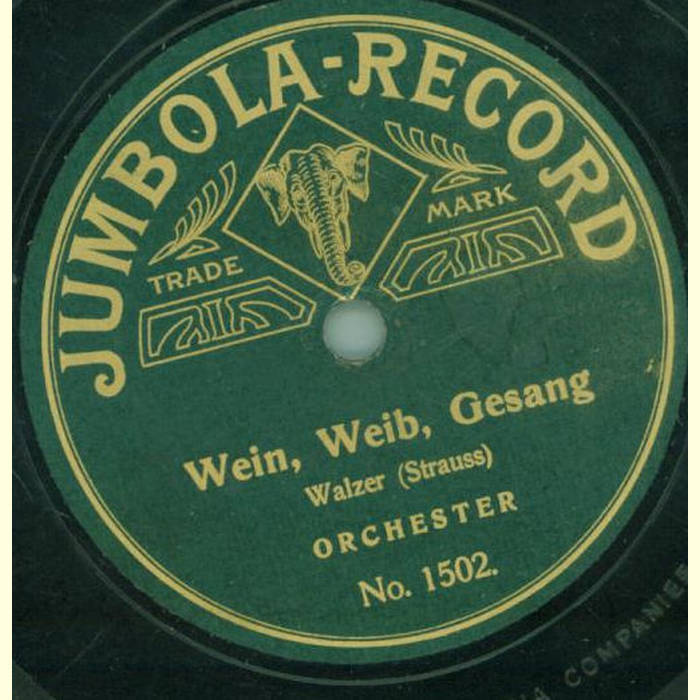 JUMBOLA-RECORD
TRADE MARK
Wein, Weib, Gesang
Walzer (Strauss)
ORCHESTER
No. 1502.
COMPANIES